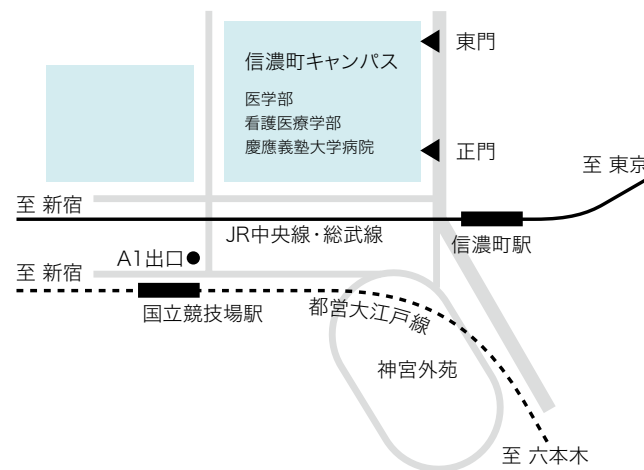 信濃町キャンパス
医学部
看護医療学部
慶應義塾大学病院
東門
正門
至 東京
至 新宿
JR中央線・総武線
信濃町駅
A1出口
至 新宿
国立競技場駅
都営大江戸線
神宮外苑
至 六本木